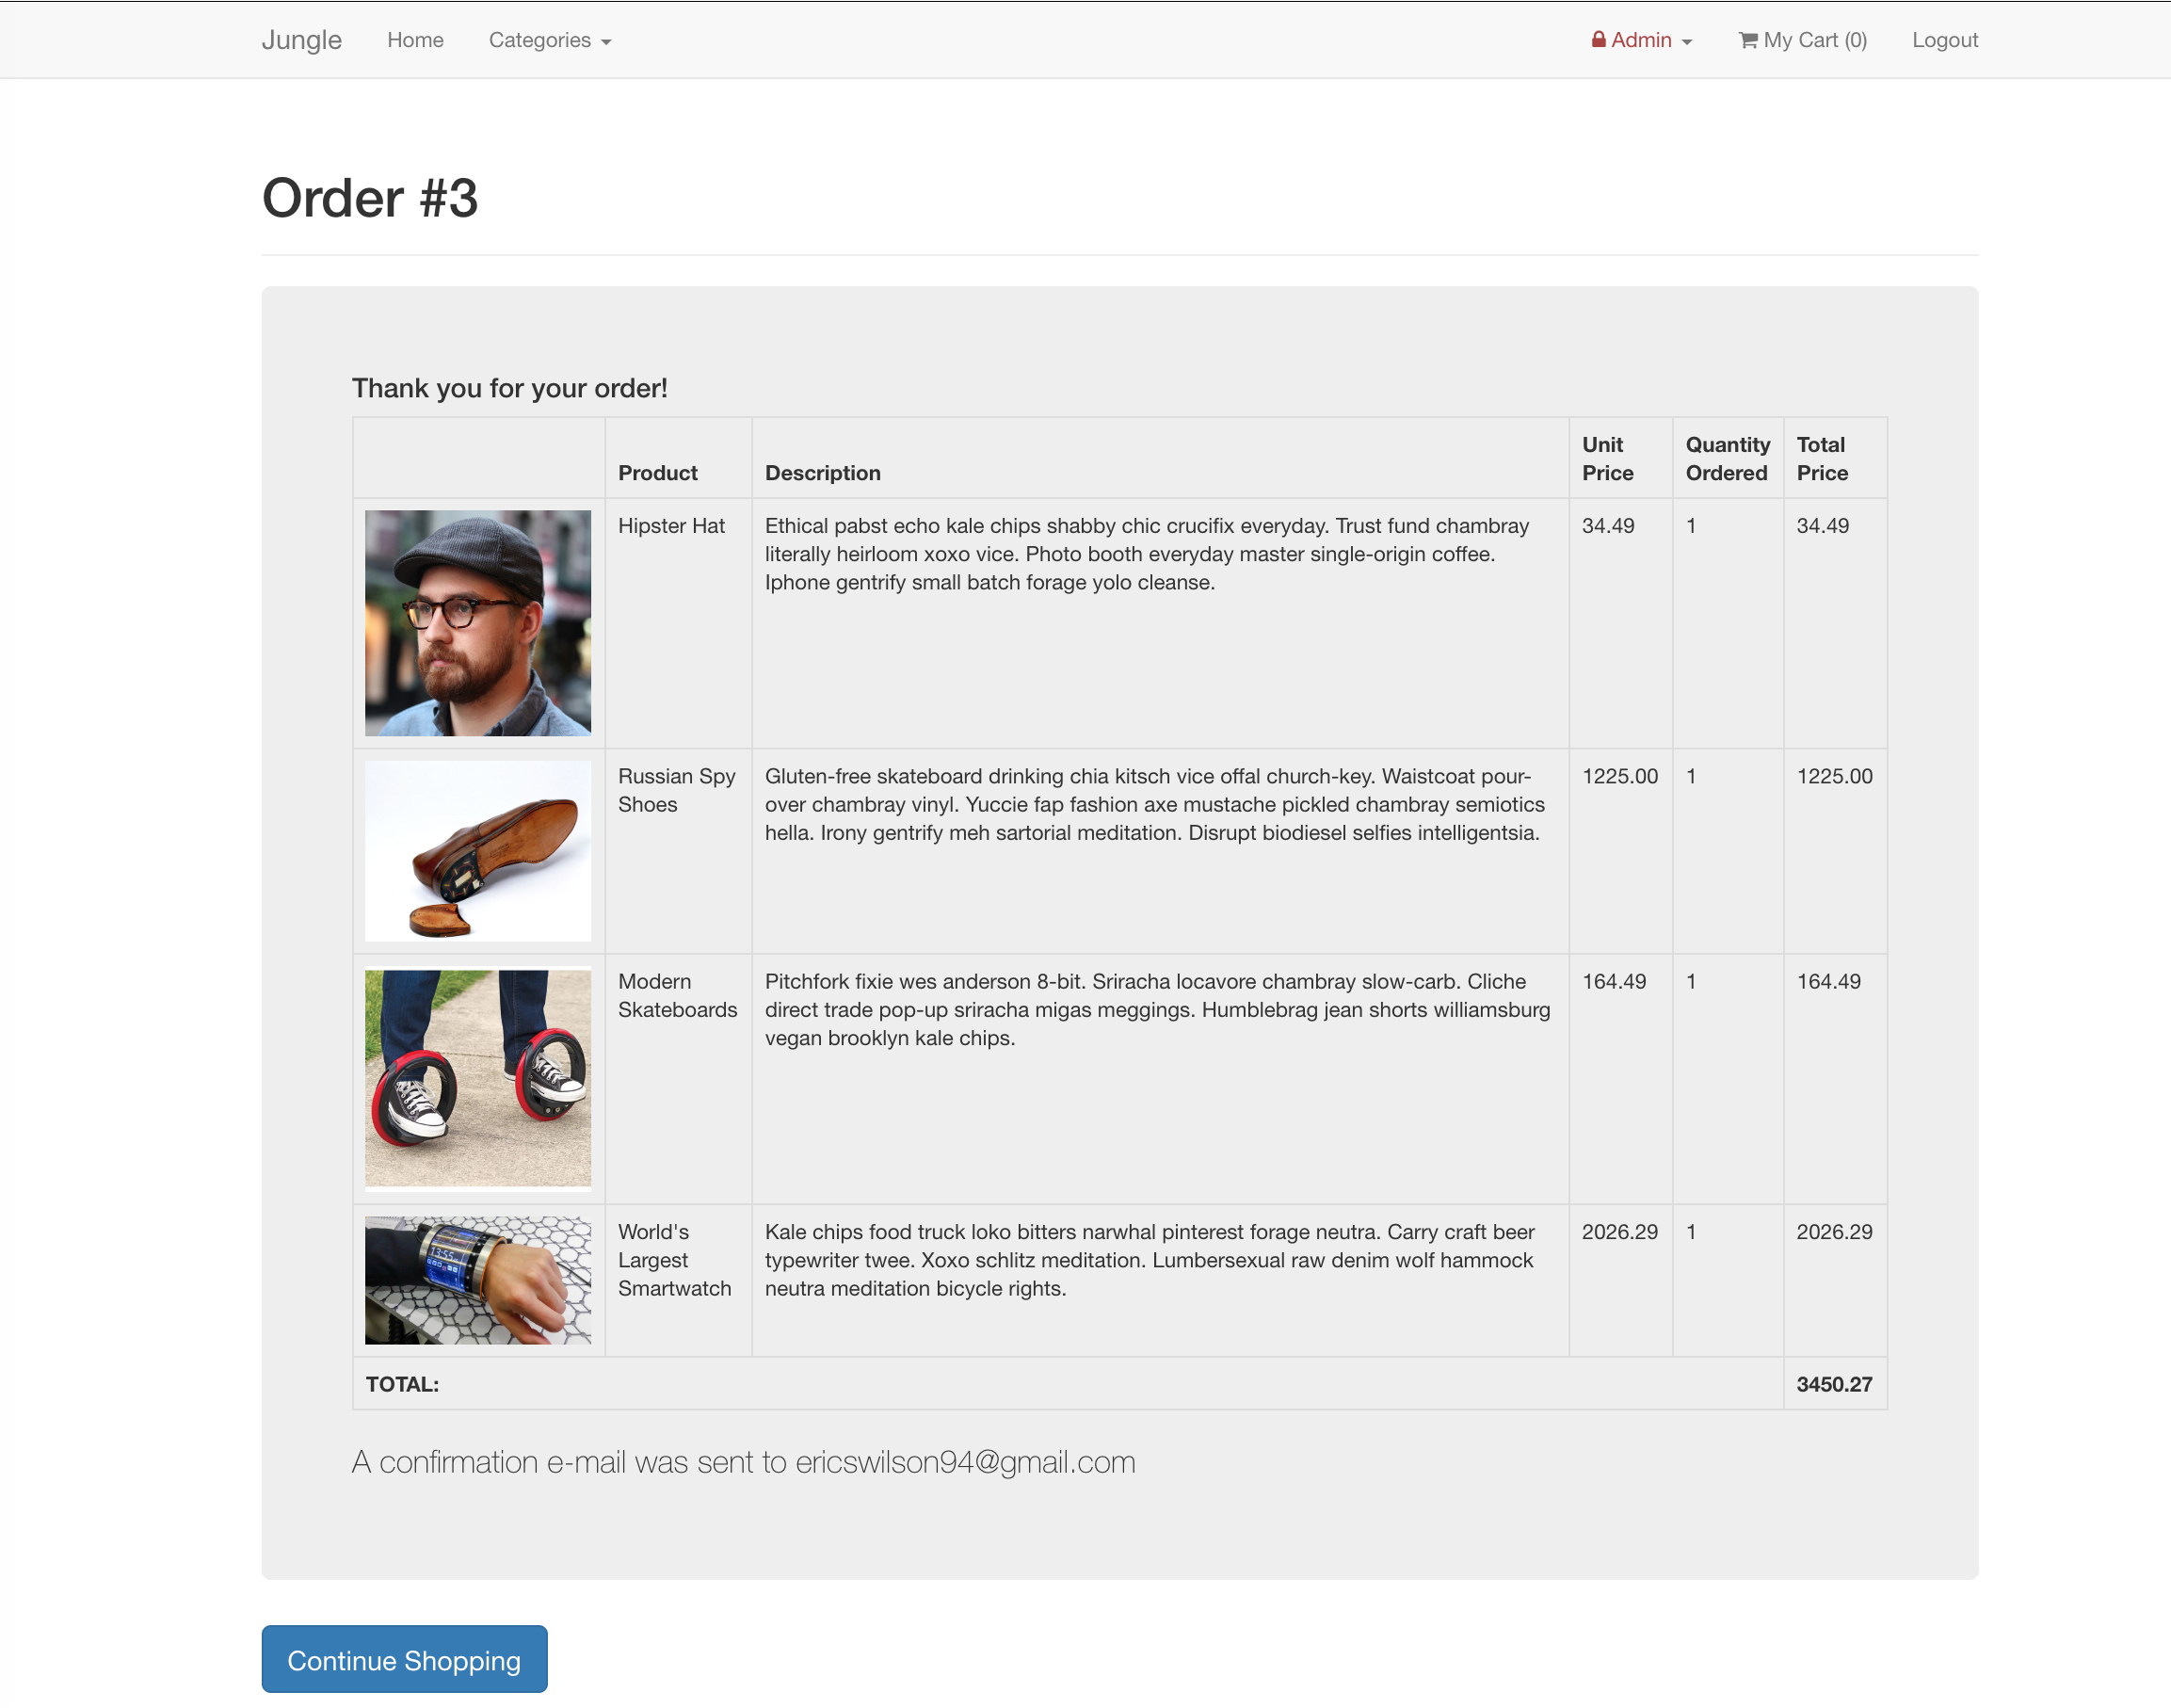 Jungle Home Categories Admin My Cart (0) Logout
Order #3
Thank you for your order!
Product Description Unit Price Quantity Ordered Total Price
Hipster Hat
Ethical pabst echo kale chips shabby chic crucifix everyday. Trust fund chambray
literally heirloom xoxo vice. Photo booth everyday master single-origin coffee.
Iphone gentrify small batch forage yolo cleanse.
34.49 1 34.49
Russian Spy
Shoes
Gluten-free skateboard drinking chia kitsch vice offal church-key. Waistcoat pour-
over chambray vinyl. Yuccie fap fashion axe mustache pickled chambray semiotics
hella. Irony gentrify meh sartorial meditation. Disrupt biodiesel selfies intelligentsia.
1225.00 1 1225.00
Modern
Skateboards
Pitchfork fixie wes anderson 8-bit. Sriracha locavore chambray slow-carb. Cliche
direct trade pop-up sriracha migas meggings. Humblebrag jean shorts williamsburg
vegan brooklyn kale chips.
164.49 1 164.49
13:55
World's
Largest
Smartwatch
Kale chips food truck loko bitters narwhal pinterest forage neutra. Carry craft beer
typewriter twee. Xoxo schlitz meditation. Lumbersexual raw denim wolf hammock
neutra meditation bicycle rights.
2026.29 1 2026.29
TOTAL: 3450.27
A confirmation e-mail was sent to ericswilson94@gmail.com
Continue Shopping